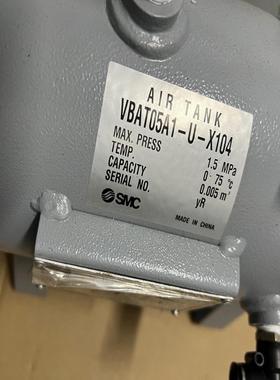 AIR TANK
VBAT05A1-U-X104
MAX. PRESS 1.5 MPa
TEMP. 0~75 ℃
CAPACITY 0.005 m³
SERIAL NO. yR
SMC
MADE IN CHINA